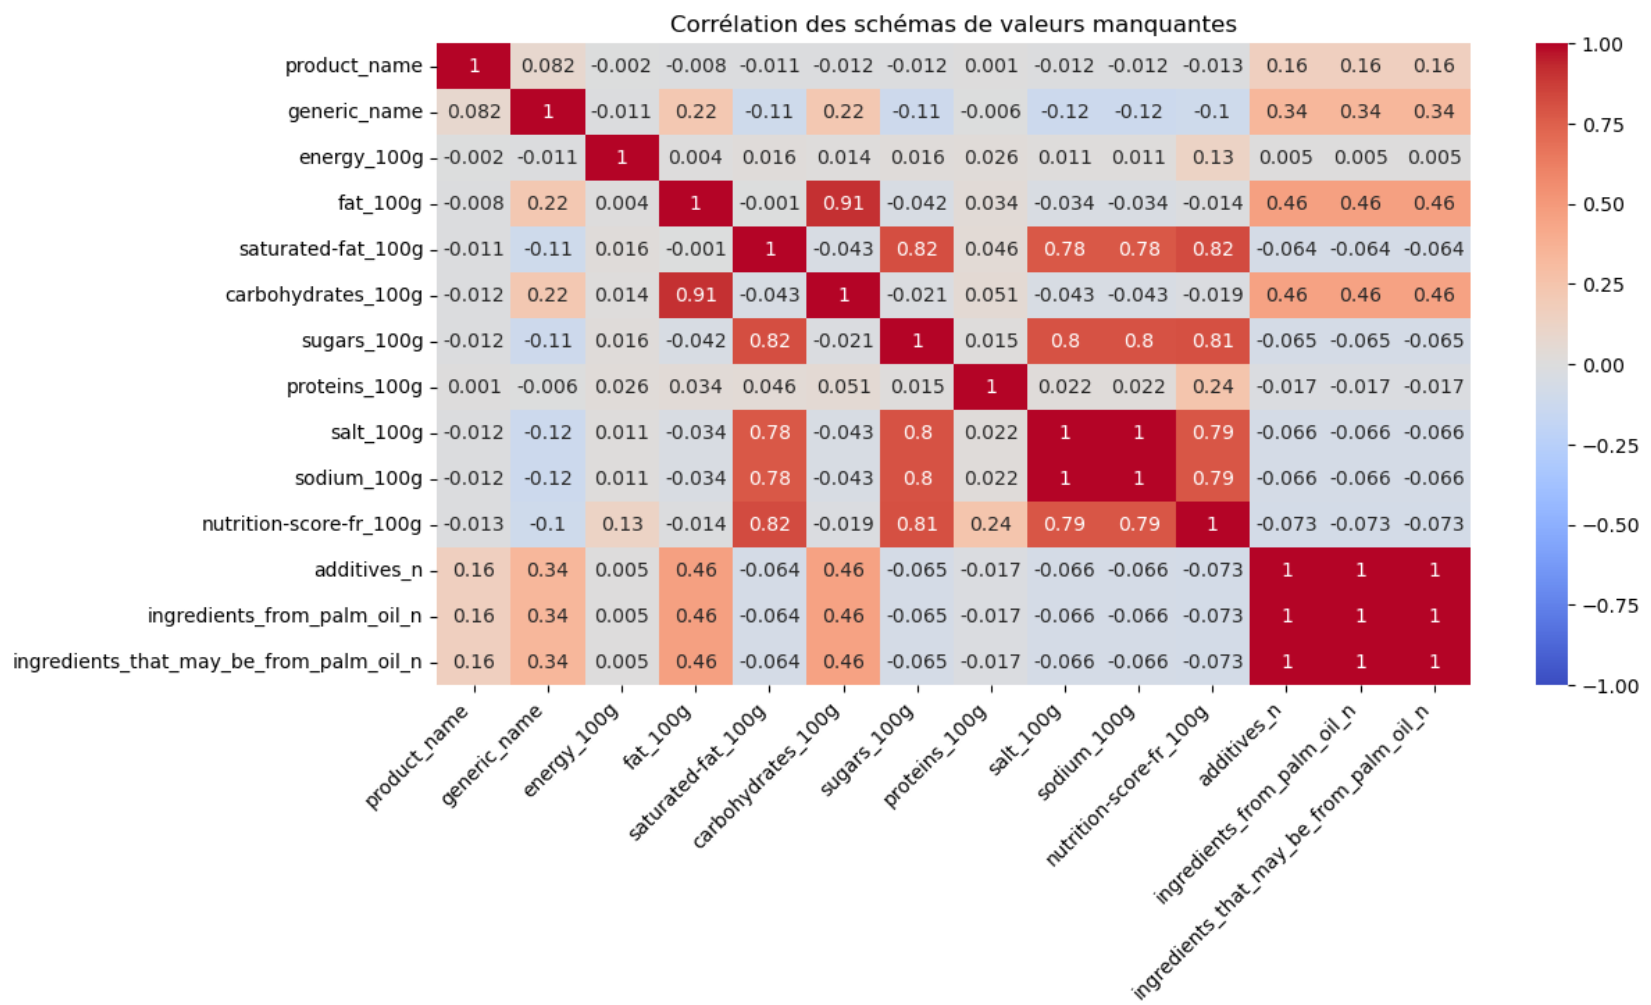 Corrélation des schémas de valeurs manquantes
product_name 1 0.082 -0.002 -0.008 -0.011 -0.012 -0.012 0.001 -0.012 -0.012 -0.013 0.16 0.16 0.16
generic_name 0.082 1 -0.011 0.22 -0.11 0.22 -0.11 -0.006 -0.12 -0.12 -0.1 0.34 0.34 0.34
energy_100g -0.002 -0.011 1 0.004 0.016 0.014 0.016 0.026 0.011 0.011 0.13 0.005 0.005 0.005
fat_100g -0.008 0.22 0.004 1 -0.001 0.91 -0.042 0.034 -0.034 -0.034 -0.014 0.46 0.46 0.46
saturated-fat_100g -0.011 -0.11 0.016 -0.001 1 -0.043 0.82 0.046 0.78 0.78 0.82 -0.064 -0.064 -0.064
carbohydrates_100g -0.012 0.22 0.014 0.91 -0.043 1 -0.021 0.051 -0.043 -0.043 -0.019 0.46 0.46 0.46
sugars_100g -0.012 -0.11 0.016 -0.042 0.82 -0.021 1 0.015 0.8 0.8 0.81 -0.065 -0.065 -0.065
proteins_100g 0.001 -0.006 0.026 0.034 0.046 0.051 0.015 1 0.022 0.022 0.24 -0.017 -0.017 -0.017
salt_100g -0.012 -0.12 0.011 -0.034 0.78 -0.043 0.8 0.022 1 1 0.79 -0.066 -0.066 -0.066
sodium_100g -0.012 -0.12 0.011 -0.034 0.78 -0.043 0.8 0.022 1 1 0.79 -0.066 -0.066 -0.066
nutrition-score-fr_100g -0.013 -0.1 0.13 -0.014 0.82 -0.019 0.81 0.24 0.79 0.79 1 -0.073 -0.073 -0.073
additives_n 0.16 0.34 0.005 0.46 -0.064 0.46 -0.065 -0.017 -0.066 -0.066 -0.073 1 1 1
ingredients_from_palm_oil_n 0.16 0.34 0.005 0.46 -0.064 0.46 -0.065 -0.017 -0.066 -0.066 -0.073 1 1 1
ingredients_that_may_be_from_palm_oil_n 0.16 0.34 0.005 0.46 -0.064 0.46 -0.065 -0.017 -0.066 -0.066 -0.073 1 1 1
product_name
generic_name
energy_100g
fat_100g
saturated-fat_100g
carbohydrates_100g
sugars_100g
proteins_100g
salt_100g
sodium_100g
nutrition-score-fr_100g
additives_n
ingredients_from_palm_oil_n
ingredients_that_may_be_from_palm_oil_n
1.00
0.75
0.50
0.25
0.00
−0.25
−0.50
−0.75
−1.00